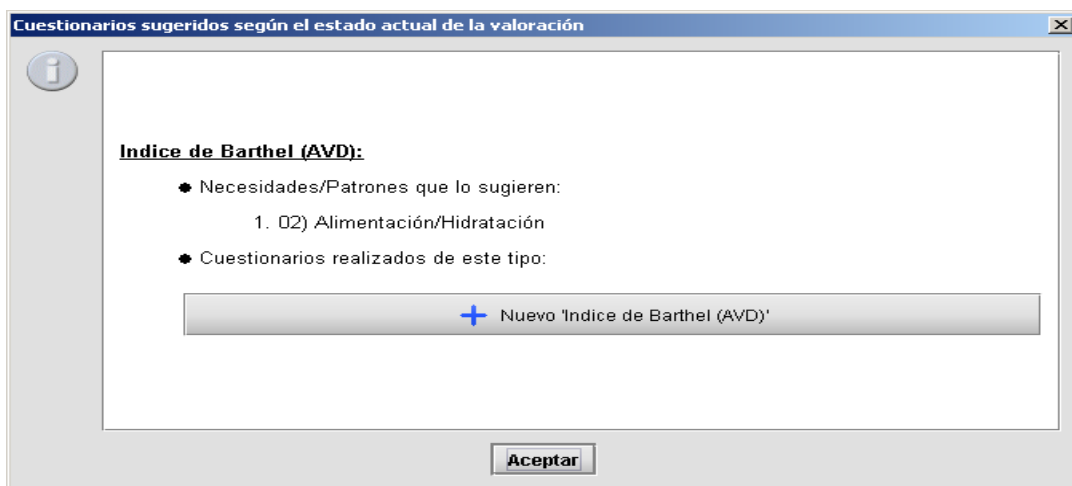 Cuestionarios sugeridos según el estado actual de la valoración
Indice de Barthel (AVD):
Necesidades/Patrones que lo sugieren:
1. 02) Alimentación/Hidratación
Cuestionarios realizados de este tipo:
Nuevo 'Indice de Barthel (AVD)'
Aceptar